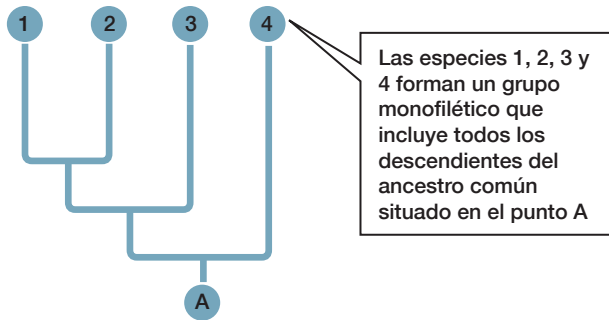 1 2 3 4
Las especies 1, 2, 3 y
4 forman un grupo
monofilético que
incluye todos los
descendientes del
ancestro común
situado en el punto A
A